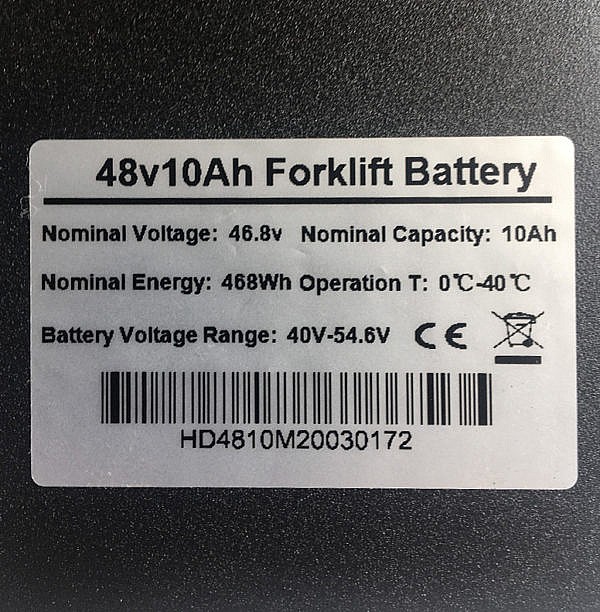 48v10Ah Forklift Battery
Nominal Voltage: 46.8v Nominal Capacity: 10Ah
Nominal Energy: 468Wh Operation T: 0℃-40℃
Battery Voltage Range: 40V-54.6V CE
HD4810M20030172